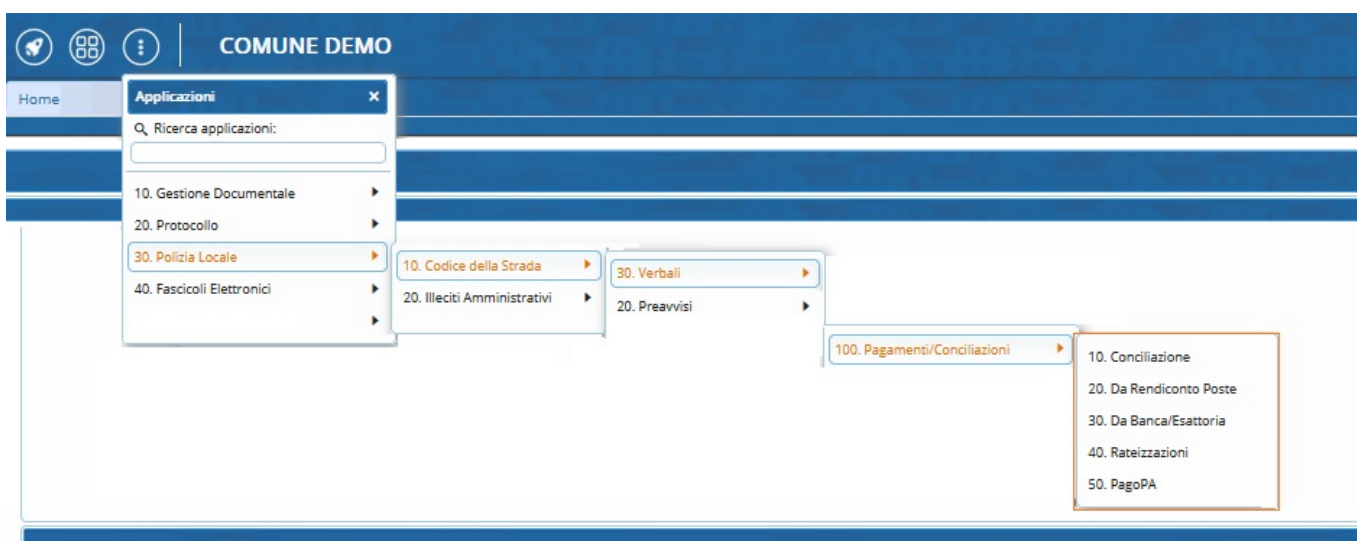 COMUNE DEMO
Home
Applicazioni
Ricerca applicazioni:
10. Gestione Documentale
20. Protocollo
30. Polizia Locale
40. Fascicoli Elettronici
10. Codice della Strada
20. Illeciti Amministrativi
30. Verbali
20. Preavvisi
100. Pagamenti/Conciliazioni
10. Conciliazione
20. Da Rendiconto Poste
30. Da Banca/Esattoria
40. Rateizzazioni
50. PagoPA